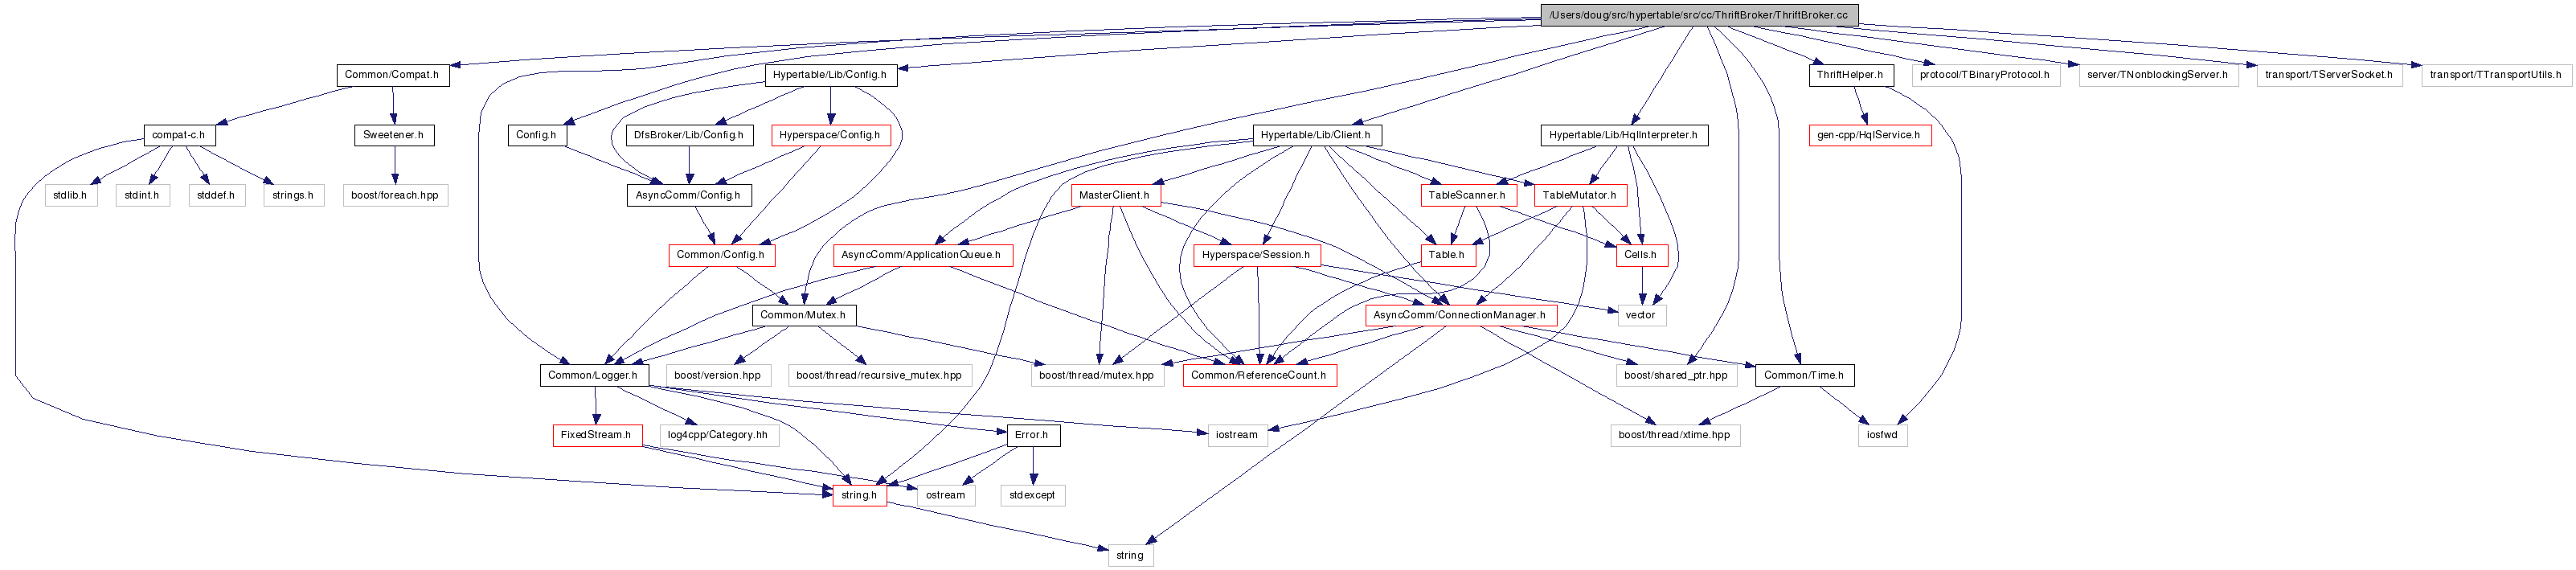 /Users/doug/src/hypertable/src/cc/ThriftBroker/ThriftBroker.cc
Common/Compat.h
Hypertable/Lib/Config.h
ThriftHelper.h
protocol/TBinaryProtocol.h
server/TNonblockingServer.h
transport/TServerSocket.h
transport/TTransportUtils.h
compat-c.h
Sweetener.h
Config.h
DfsBroker/Lib/Config.h
Hyperspace/Config.h
Hypertable/Lib/Client.h
Hypertable/Lib/HqlInterpreter.h
gen-cpp/HqlService.h
stdlib.h
stdint.h
stddef.h
strings.h
boost/foreach.hpp
AsyncComm/Config.h
MasterClient.h
TableScanner.h
TableMutator.h
Common/Config.h
AsyncComm/ApplicationQueue.h
Hyperspace/Session.h
Table.h
Cells.h
Common/Mutex.h
AsyncComm/ConnectionManager.h
vector
Common/Logger.h
boost/version.hpp
boost/thread/recursive_mutex.hpp
boost/thread/mutex.hpp
Common/ReferenceCount.h
boost/shared_ptr.hpp
Common/Time.h
FixedStream.h
log4cpp/Category.hh
Error.h
iostream
boost/thread/xtime.hpp
iosfwd
string.h
ostream
stdexcept
string